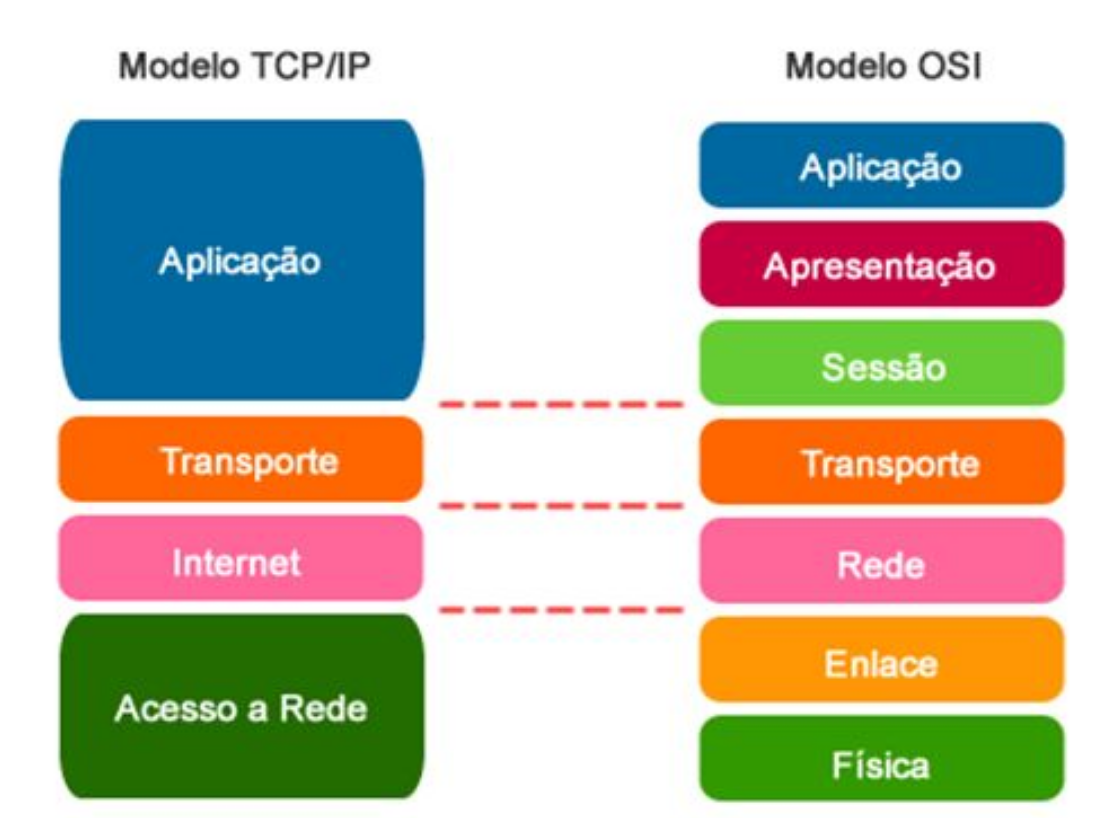 Modelo TCP/IP
Aplicação
Transporte
Internet
Acesso a Rede
Modelo OSI
Aplicação
Apresentação
Sessão
Transporte
Rede
Enlace
Física